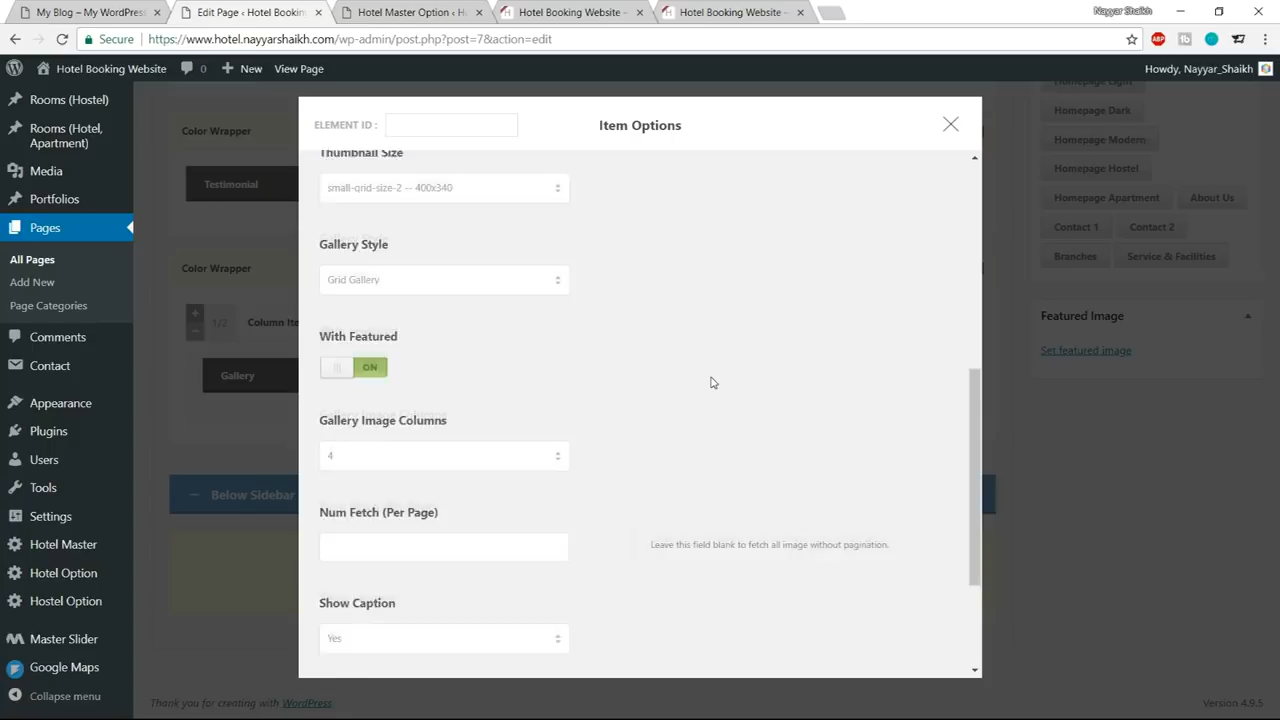 My Blog – My WordPress
Edit Page ‹ Hotel Bookin
Hotel Master Option ‹ H
Hotel Booking Website –
Hotel Booking Website –
Nayyar Shaikh
Secure
https://www.hotel.nayyarshaikh.com/wp-admin/post.php?post=7&action=edit
ABP
Hotel Booking Website
0
New
View Page
Howdy, Nayyar_Shaikh
Rooms (Hostel)
Rooms (Hotel,
Apartment)
Media
Portfolios
Pages
All Pages
Add New
Page Categories
Comments
Contact
Appearance
Plugins
Users
Tools
Settings
Hotel Master
Hotel Option
Hostel Option
Master Slider
Google Maps
Collapse menu
Color Wrapper
Testimonial
Color Wrapper
1/2
Column Ite
Gallery
Below Sidebar
ELEMENT ID :
Item Options
Thumbnail Size
small-grid-size-2 -- 400x340
Gallery Style
Grid Gallery
With Featured
ON
Gallery Image Columns
4
Num Fetch (Per Page)
Leave this field blank to fetch all image without pagination.
Show Caption
Yes
Homepage Light
Homepage Dark
Homepage Modern
Homepage Hostel
Homepage Apartment
About Us
Contact 1
Contact 2
Branches
Service & Facilities
Featured Image
Set featured image
Thank you for creating with WordPress
Version 4.9.5